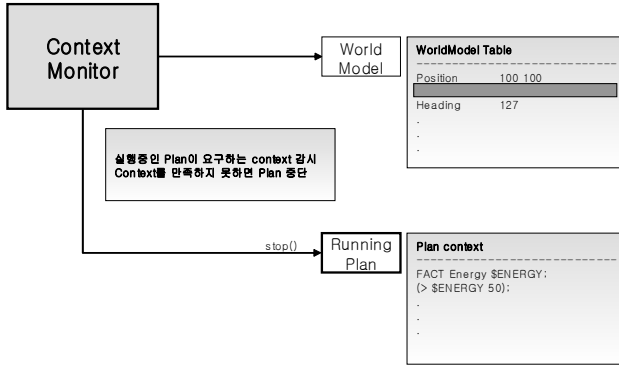 Context
Monitor
World
Model
WorldModel Table
Position 100 100
Heading 127
.
.
.
실행중인 Plan이 요구하는 context 감시
Context를 만족하지 못하면 Plan 중단
stop()
Running
Plan
Plan context
FACT Energy $ENERGY;
(> $ENERGY 50);
.
.
.